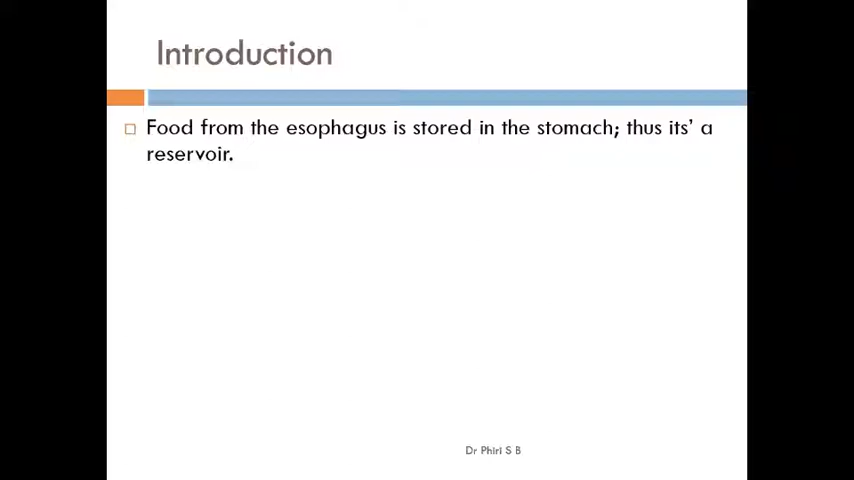 Introduction
Food from the esophagus is stored in the stomach; thus its’ a
reservoir.
Dr Phiri S B